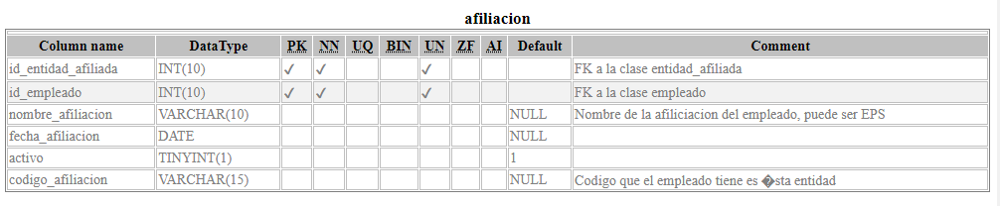 afiliacion
Column name DataType PK NN UQ BIN UN ZF AI Default Comment
id_entidad_afiliada INT(10) ✓ ✓ ✓ FK a la clase entidad_afiliada
id_empleado INT(10) ✓ ✓ ✓ FK a la clase empleado
nombre_afiliacion VARCHAR(10) NULL Nombre de la afiliciacion del empleado, puede ser EPS
fecha_afiliacion DATE NULL
activo TINYINT(1) 1
codigo_afiliacion VARCHAR(15) NULL Codigo que el empleado tiene es �sta entidad